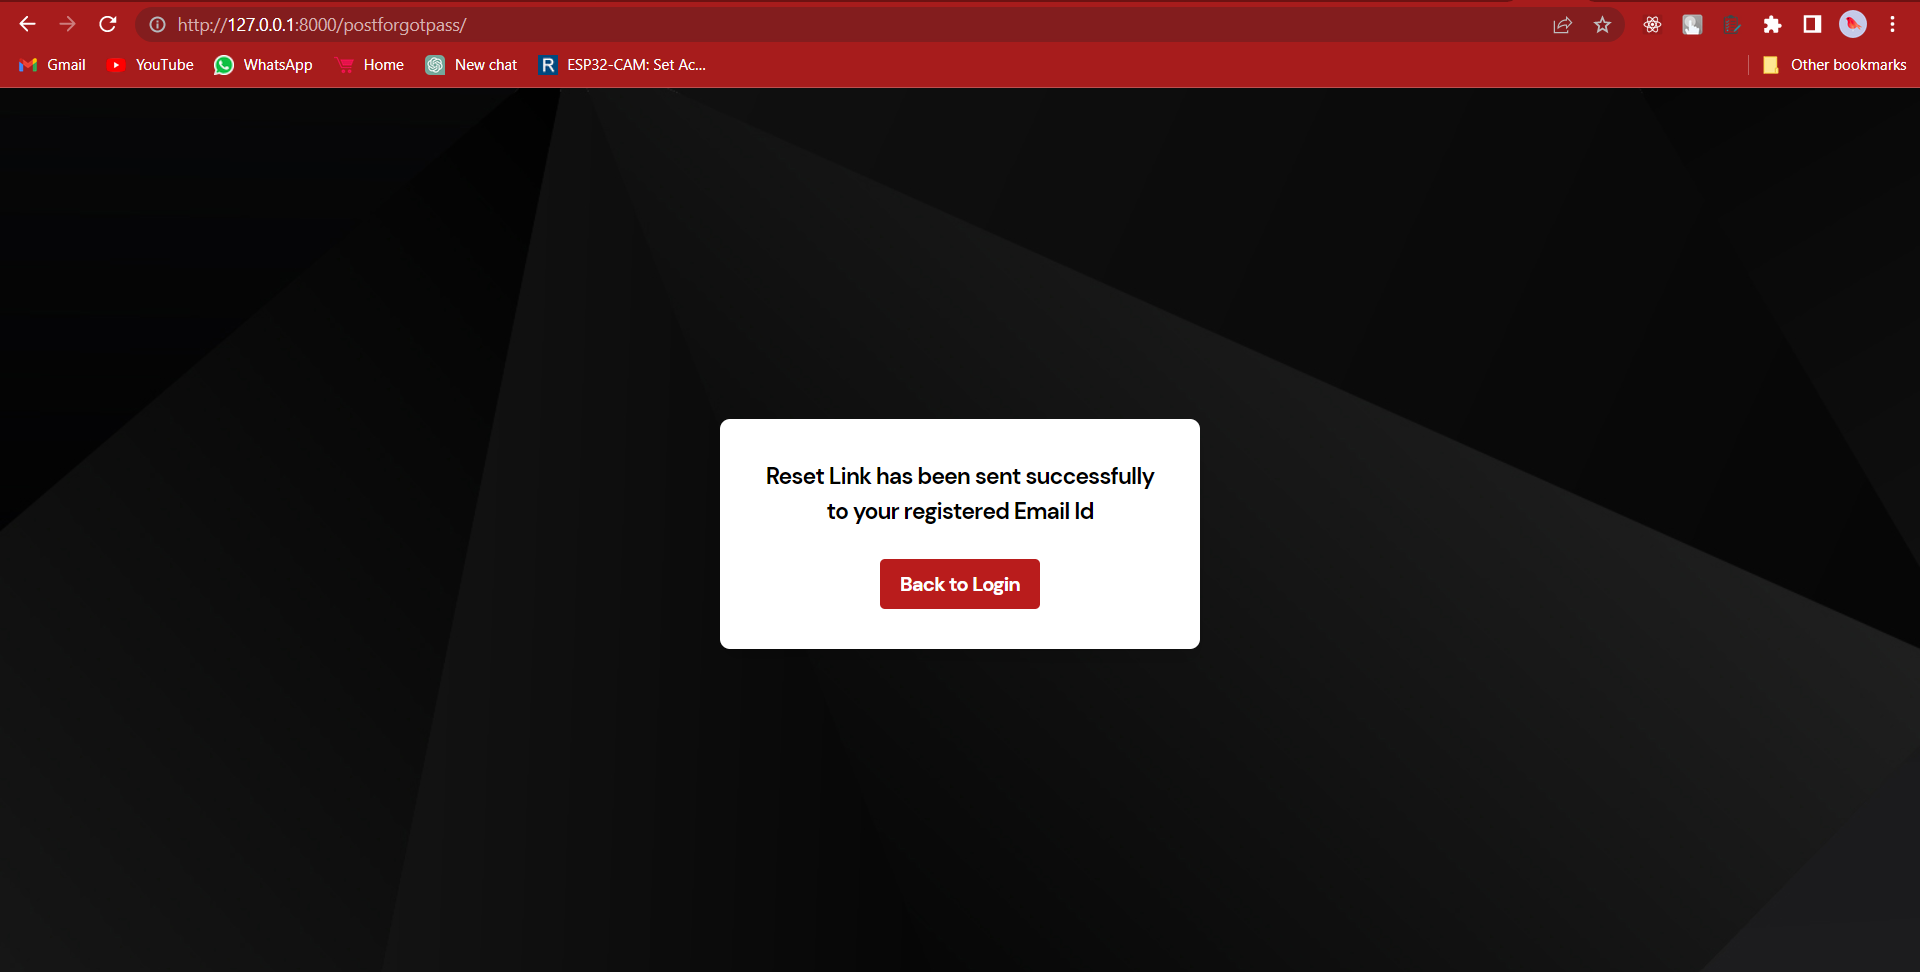 http://127.0.0.1:8000/postforgotpass/
Gmail YouTube WhatsApp Home New chat R ESP32-CAM: Set Ac... Other bookmarks
Reset Link has been sent successfully
to your registered Email Id
Back to Login